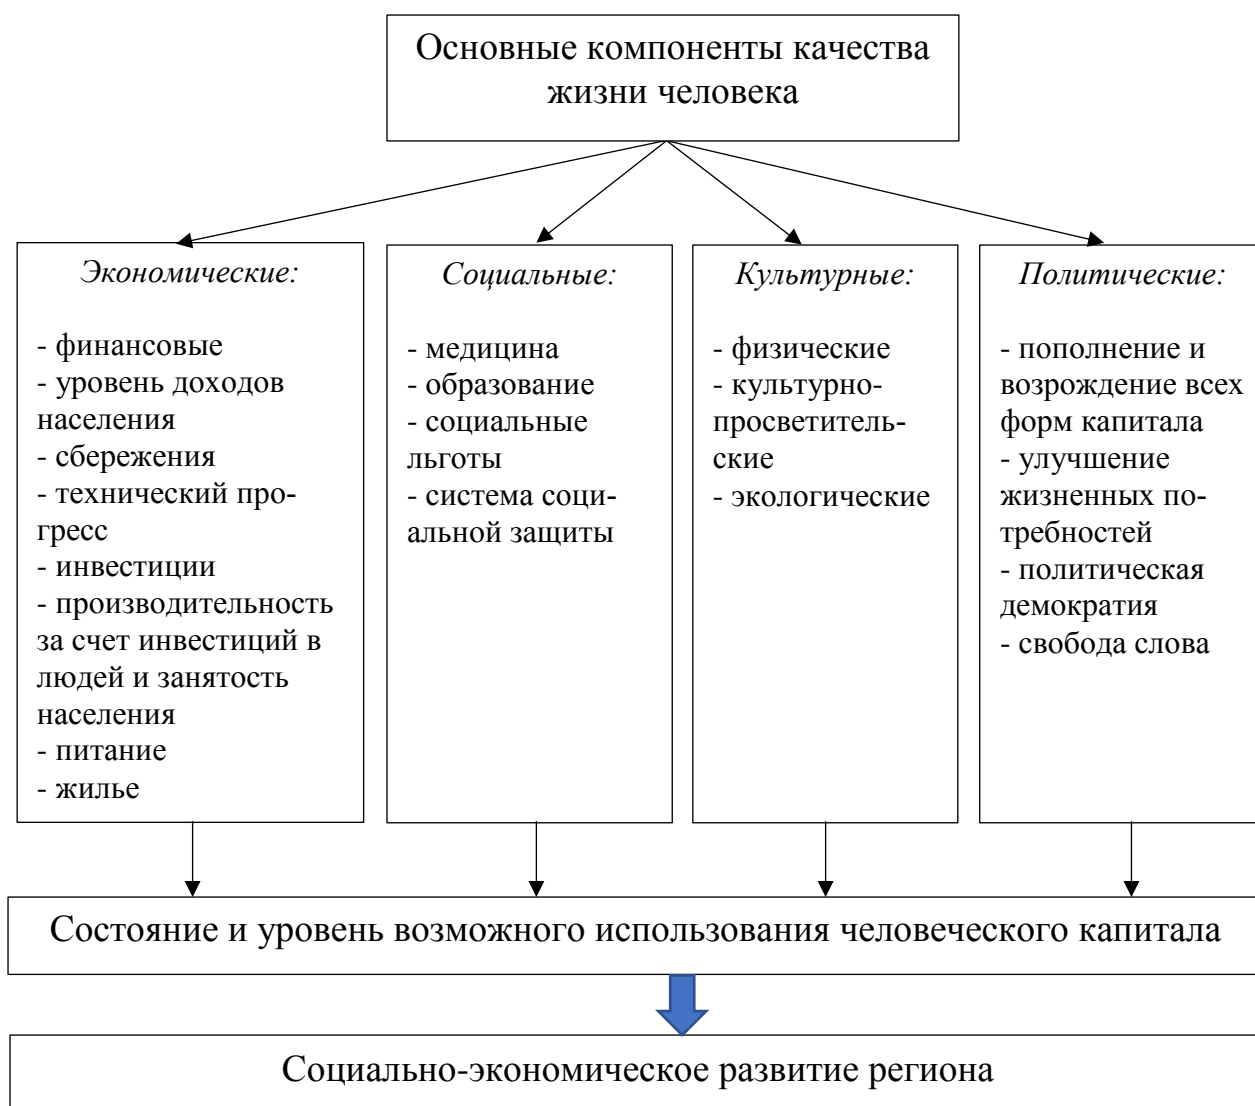 Основные компоненты качества
жизни человека
Экономические:
- финансовые
- уровень доходов
населения
- сбережения
- технический про-
гресс
- инвестиции
- производительность
за счет инвестиций в
людей и занятость
населения
- питание
- жилье
Социальные:
- медицина
- образование
- социальные
льготы
- система соци-
альной защиты
Культурные:
- физические
- культурно-
просветитель-
ские
- экологические
Политические:
- пополнение и
возрождение всех
форм капитала
- улучшение
жизненных по-
требностей
- политическая
демократия
- свобода слова
Состояние и уровень возможного использования человеческого капитала
Социально-экономическое развитие региона